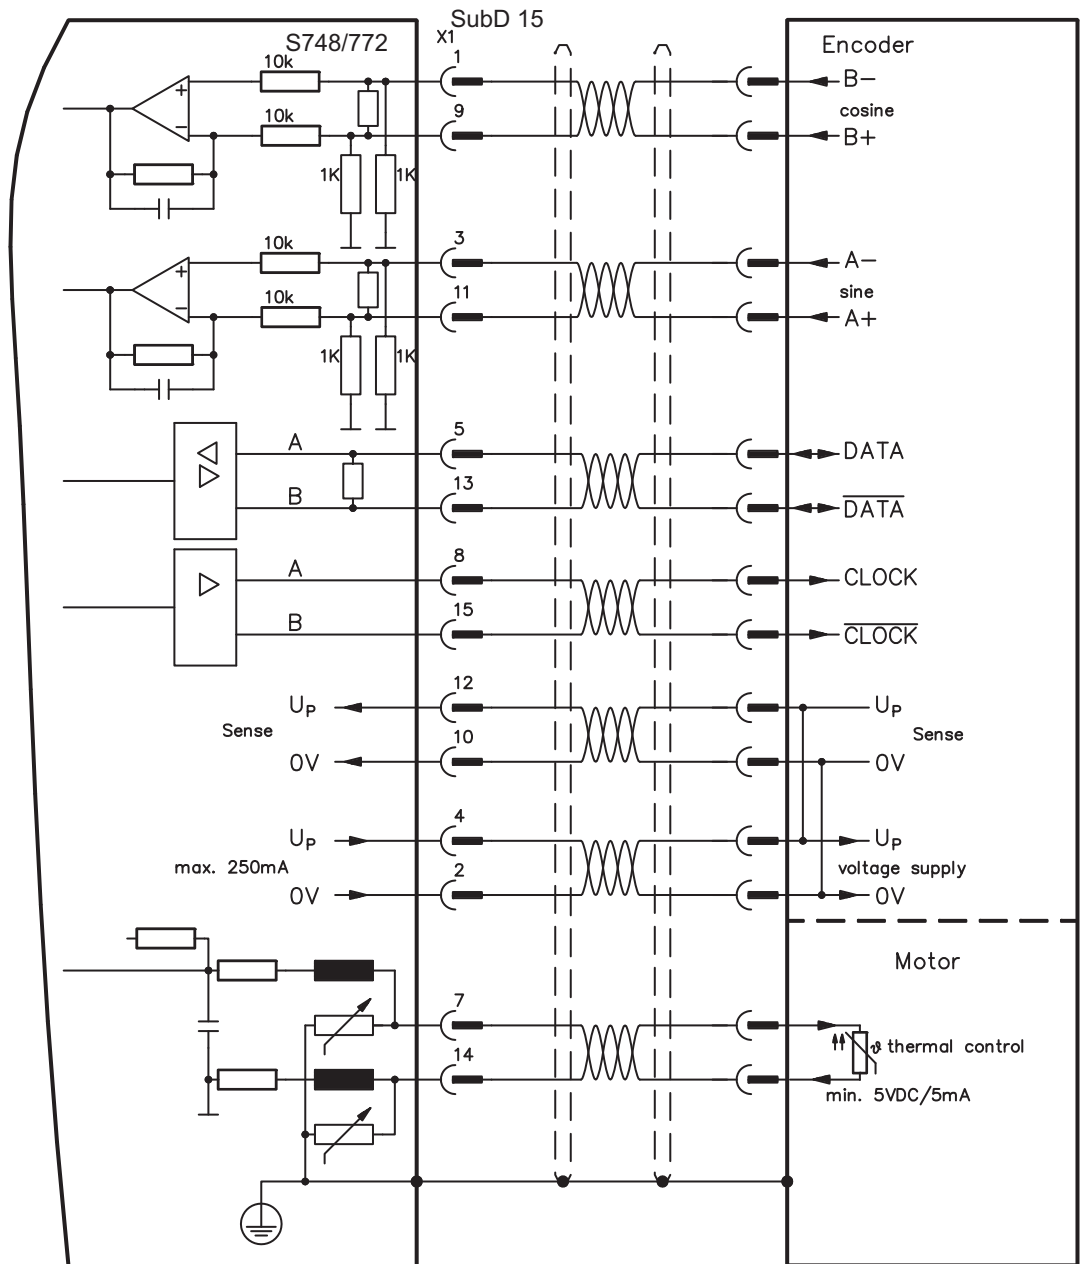 SubD 15
S748/772
X1
Encoder
10k
1
B−
+
cosine
10k
9
B+
−
1K
1K
10k
3
A−
+
sine
10k
11
A+
−
1K
1K
A
5
DATA
B
13
DATA
A
8
CLOCK
B
15
CLOCK
UP
12
UP
Sense
Sense
0V
10
0V
UP
4
UP
max. 250mA
voltage supply
0V
2
0V
Motor
7
ϑ thermal control
14
min. 5VDC/5mA